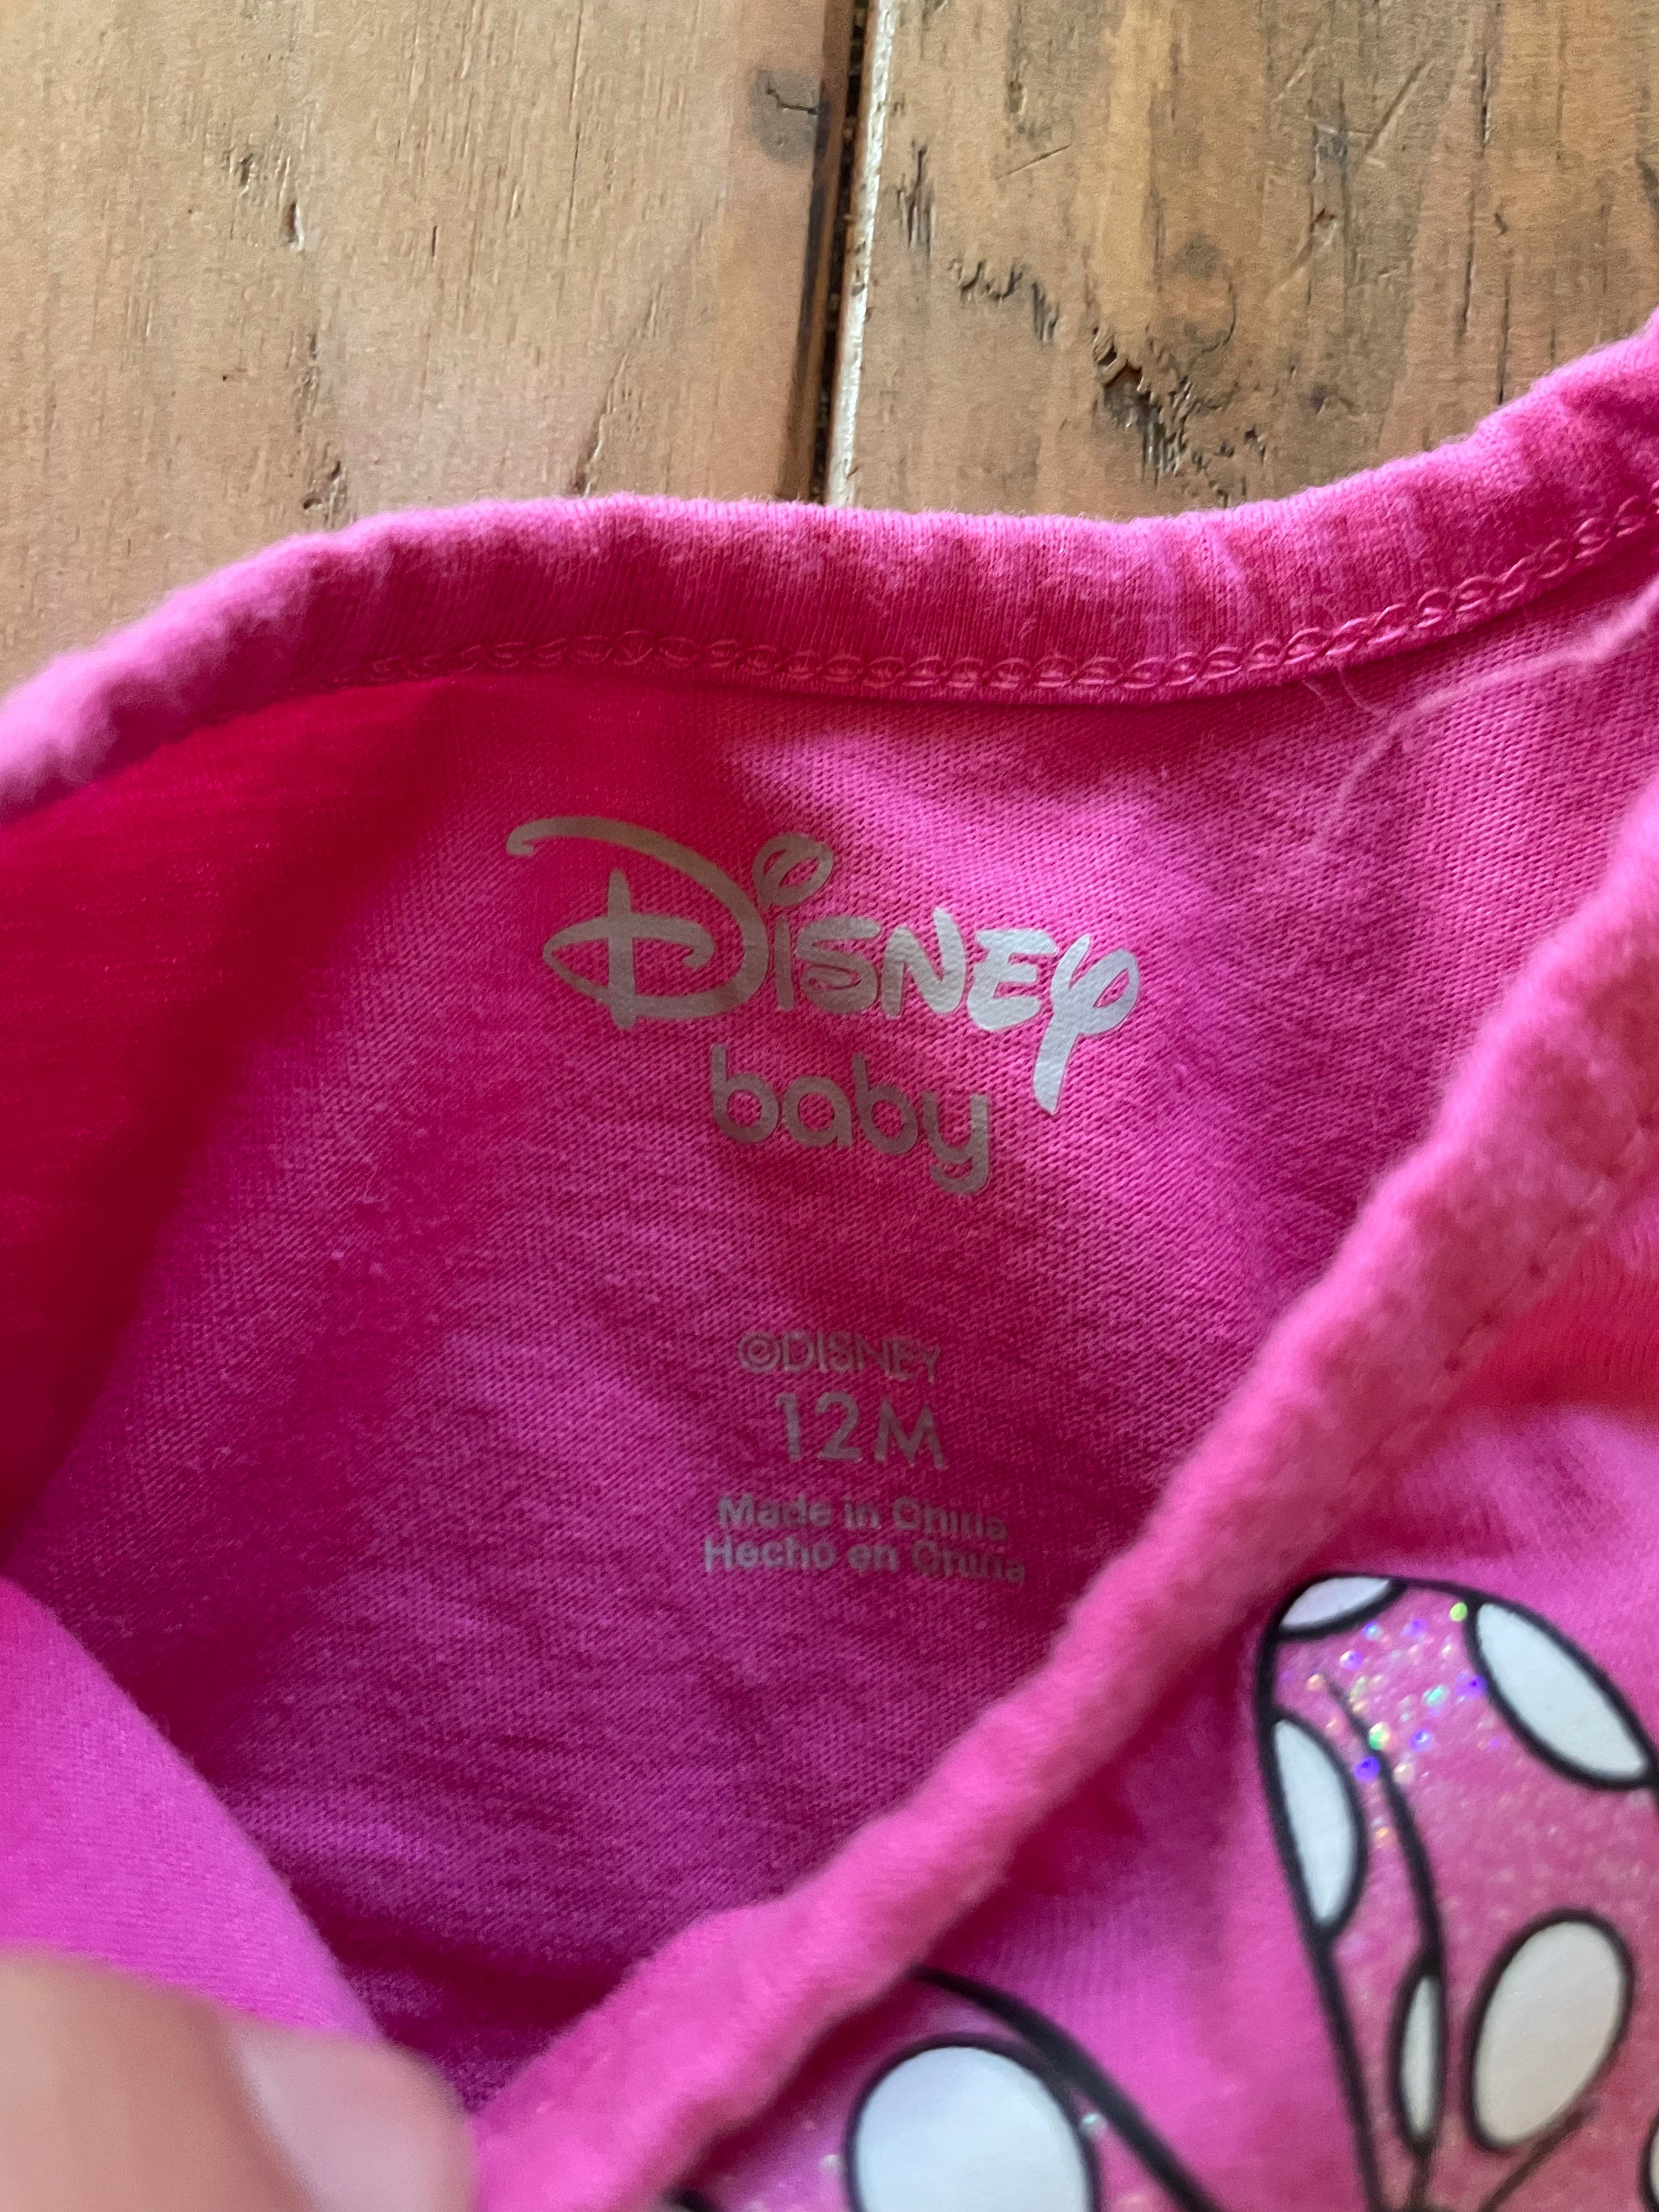 Disney
baby
©DISNEY
12M
Made in China
Hecho en China